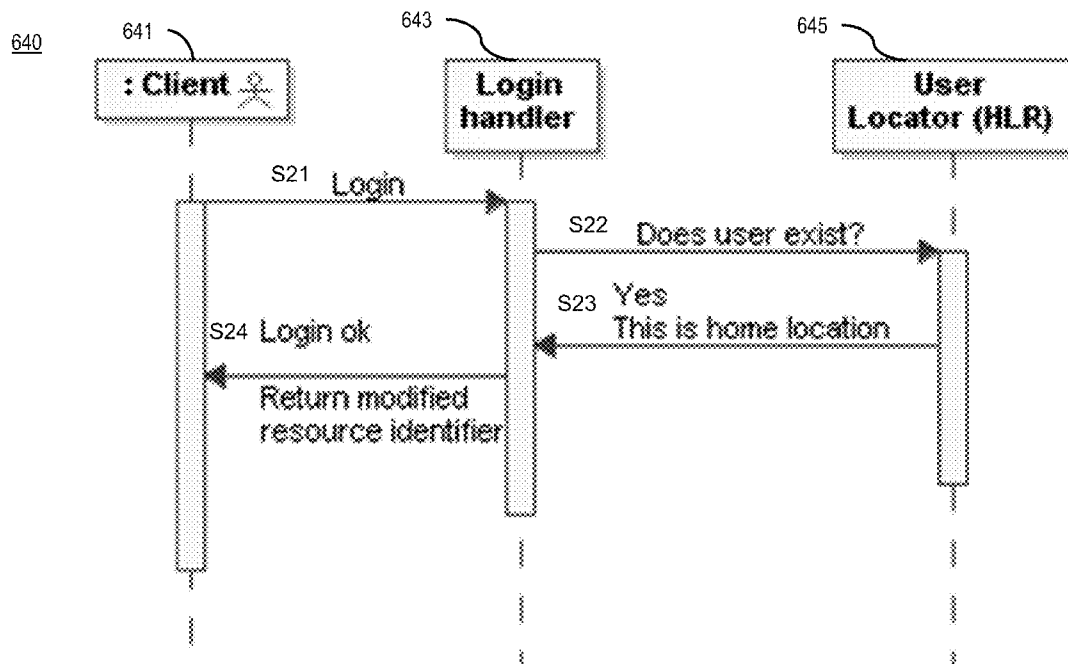 640
641
643
645
: Client
Login
handler
User
Locator (HLR)
S21
Login
S22
Does user exist?
S23
Yes
This is home location
S24
Login ok
Return modified
resource identifier